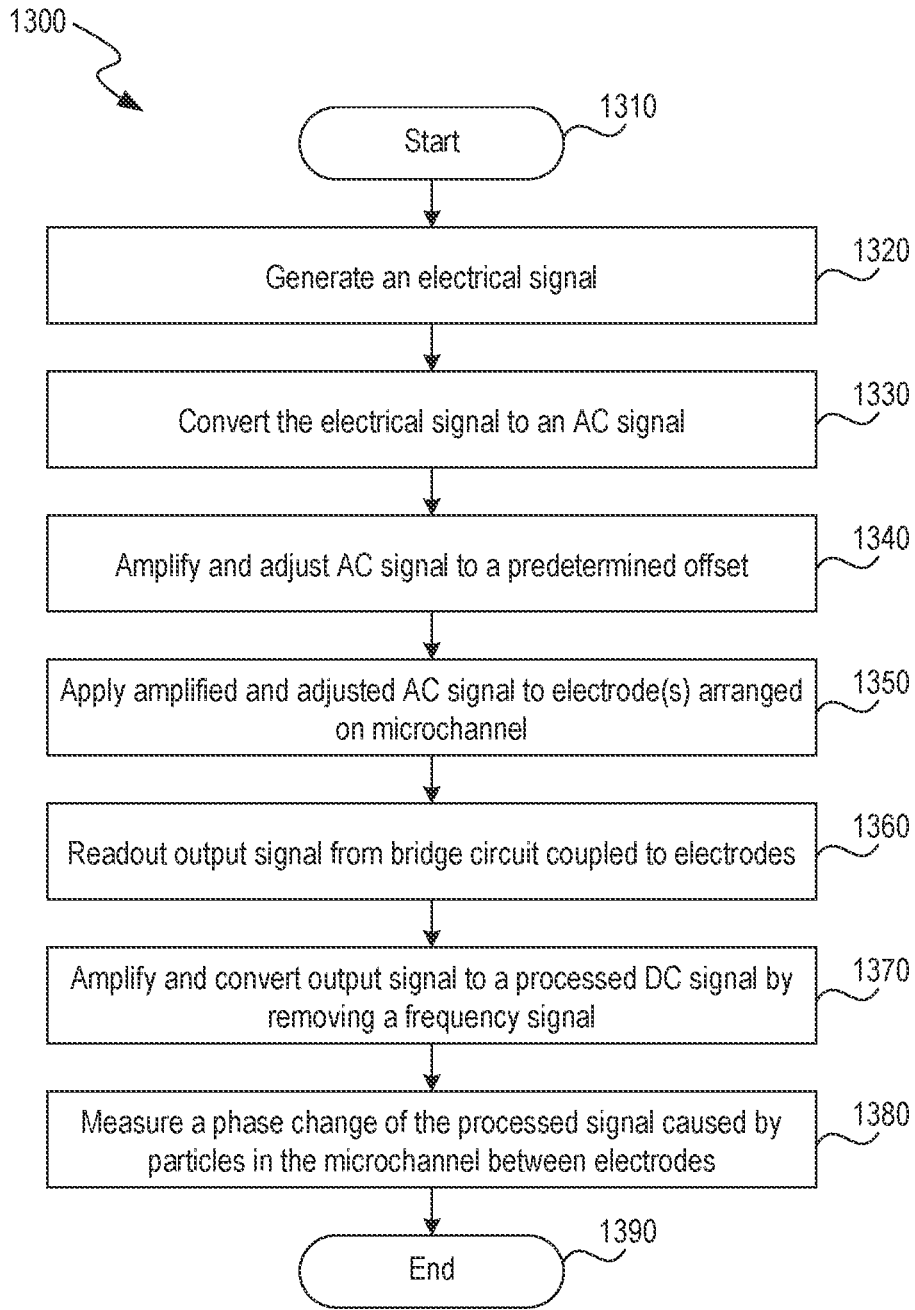 1300
1310
Start
1320
Generate an electrical signal
1330
Convert the electrical signal to an AC signal
1340
Amplify and adjust AC signal to a predetermined offset
1350
Apply amplified and adjusted AC signal to electrode(s) arranged
on microchannel
1360
Readout output signal from bridge circuit coupled to electrodes
1370
Amplify and convert output signal to a processed DC signal by
removing a frequency signal
1380
Measure a phase change of the processed signal caused by
particles in the microchannel between electrodes
1390
End